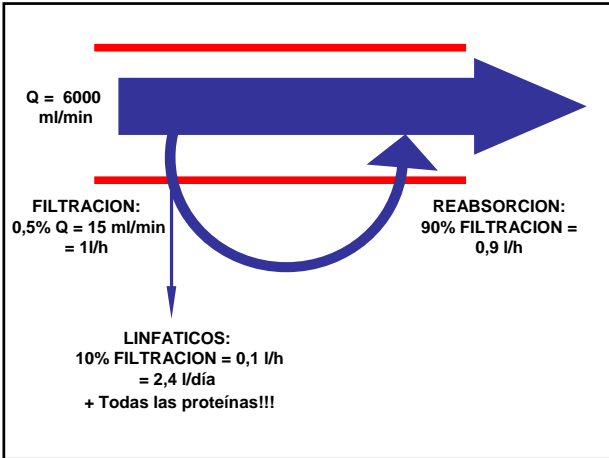 Q =  6000
ml/min
FILTRACION:
0,5% Q = 15 ml/min
= 1l/h
REABSORCION:
90% FILTRACION =
0,9 l/h
LINFATICOS:
10% FILTRACION = 0,1 l/h
= 2,4 l/día
+ Todas las proteínas!!!